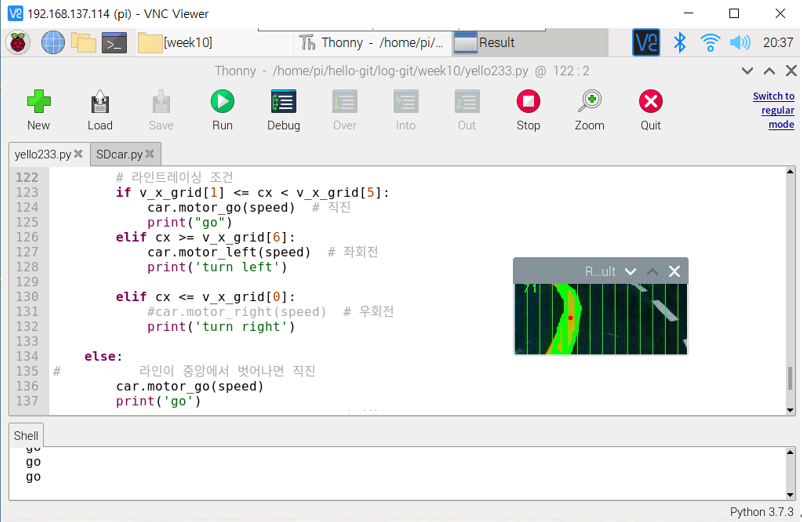 192.168.137.114 (pi) - VNC Viewer
[week10]
Thonny - /home/pi/...
Result
20:37
Thonny - /home/pi/hello-git/log-git/week10/yello233.py @ 122 : 2
New
Load
Save
Run
Debug
Over
Into
Out
Stop
Zoom
Quit
Switch to
regular
mode
yello233.py
SDcar.py
122 # 라인트레이싱 조건
123 if v_x_grid[1] <= cx < v_x_grid[5]:
124 car.motor_go(speed) # 직진
125 print("go")
126 elif cx >= v_x_grid[6]:
127 car.motor_left(speed) # 좌회전
128 print('turn left')
129
130 elif cx <= v_x_grid[0]:
131 #car.motor_right(speed) # 우회전
132 print('turn right')
133
134 else:
135 # 라인이 중앙에서 벗어나면 직진
136 car.motor_go(speed)
137 print('go')
R...ult
71
Shell
go
go
go
Python 3.7.3